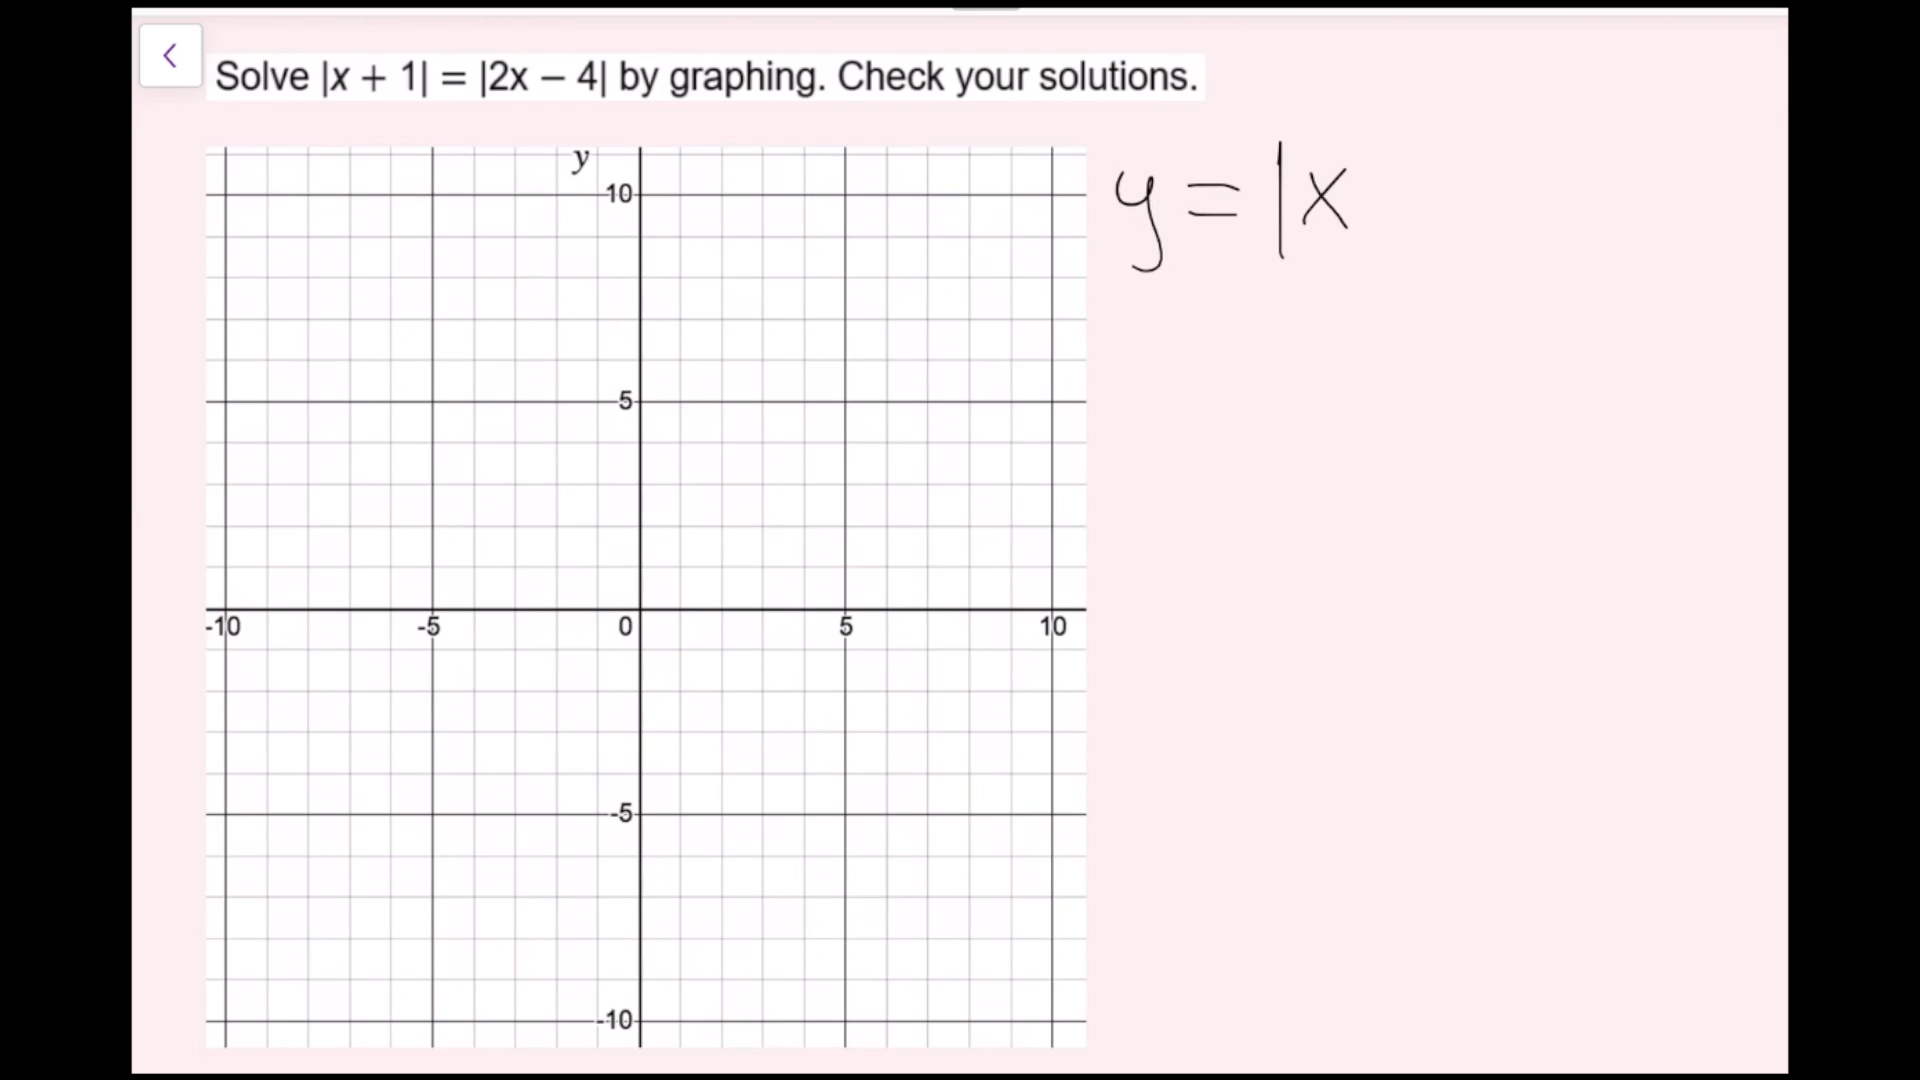 Solve |x + 1| = |2x − 4| by graphing. Check your solutions.
y = |x
y
10
5
-10 -5 0 5 10
-5
-10